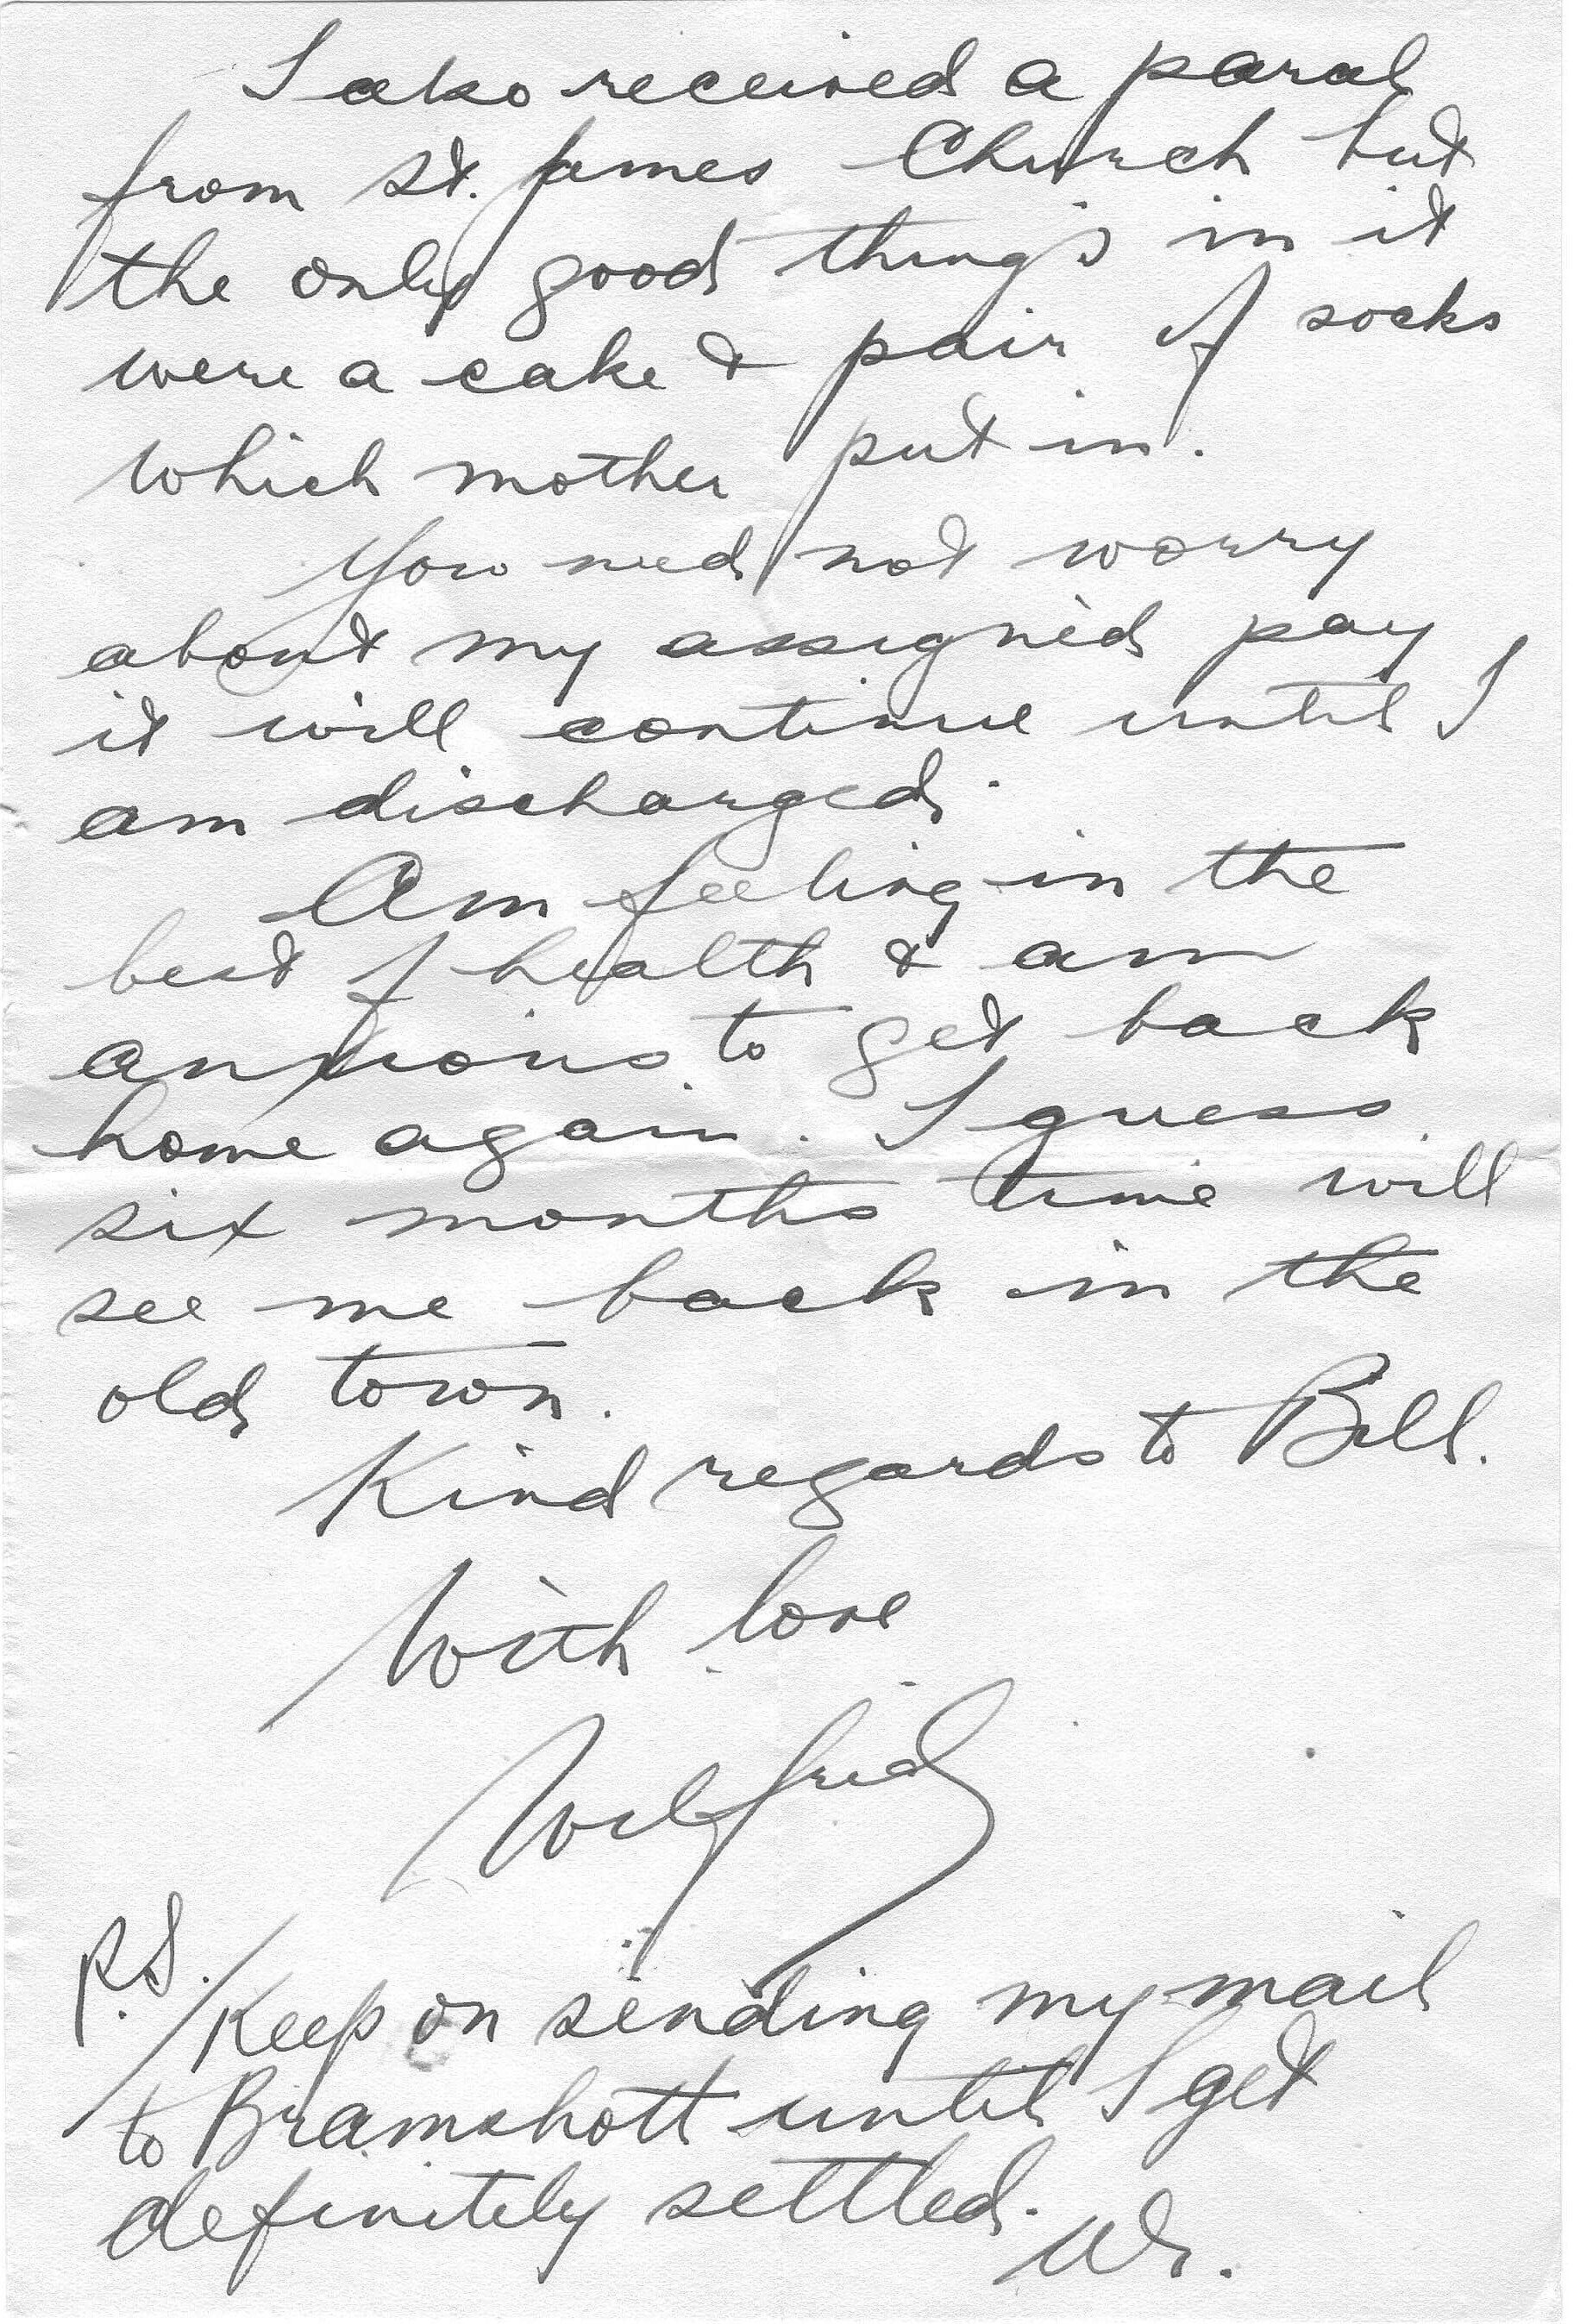 I also received a parcel
from St. James Church but
the only good things in it
were a cake & pair of socks
which mother put in.
You need not worry
about my assigned pay
it will continue until I
am discharged.
Am feeling in the
best of health & am
anxious to get back
home again. I guess
six months time will
see me back in the
old town.
Kind regards to Bill.
With love
Wilfrid
P.S. / Keep on sending my mail
to Bramshott until I get
definitely settled.
W.